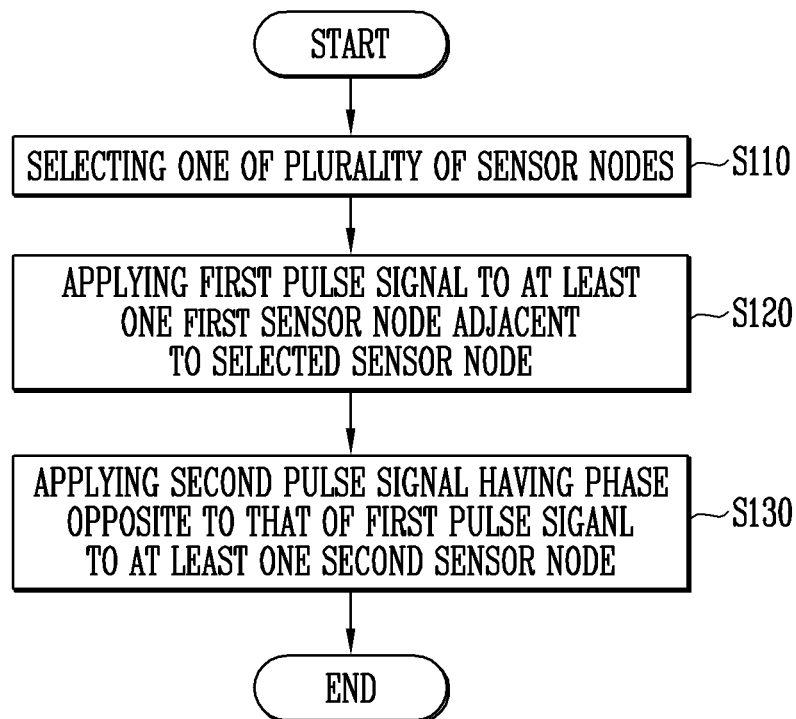 START
SELECTING ONE OF PLURALITY OF SENSOR NODES
S110
APPLYING FIRST PULSE SIGNAL TO AT LEAST
ONE FIRST SENSOR NODE ADJACENT
TO SELECTED SENSOR NODE
S120
APPLYING SECOND PULSE SIGNAL HAVING PHASE
OPPOSITE TO THAT OF FIRST PULSE SIGANL
TO AT LEAST ONE SECOND SENSOR NODE
S130
END